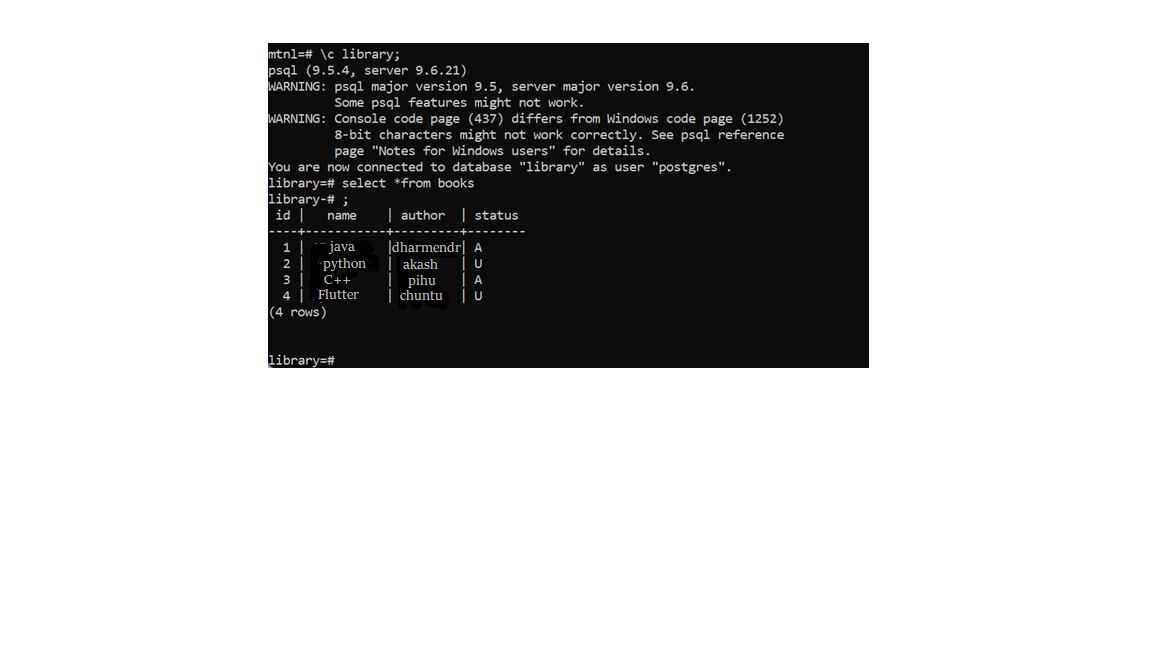 mtnl=# \c library;
psql (9.5.4, server 9.6.21)
WARNING: psql major version 9.5, server major version 9.6.
Some psql features might not work.
WARNING: Console code page (437) differs from Windows code page (1252)
8-bit characters might not work correctly. See psql reference
page "Notes for Windows users" for details.
You are now connected to database "library" as user "postgres".
library=# select *from books
library-# ;
id | name | author | status
----+-----------+---------+--------
1 | java |dharmendr| A
2 | python | akash | U
3 | C++ | pihu | A
4 | Flutter | chuntu | U
(4 rows)
library=#